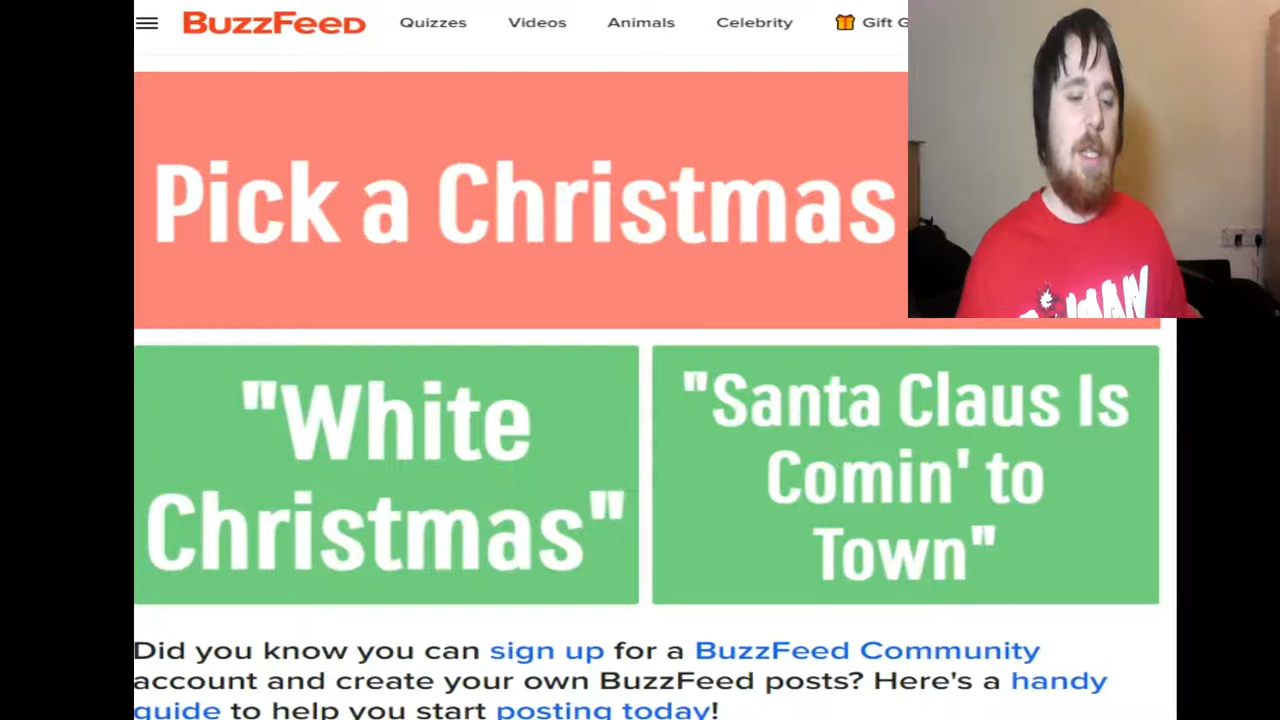 BuzzFeed Quizzes Videos Animals Celebrity Gift G
Pick a Christmas
"White
Christmas"
"Santa Claus Is
Comin' to
Town"
Did you know you can sign up for a BuzzFeed Community
account and create your own BuzzFeed posts? Here's a handy
guide to help you start posting today!